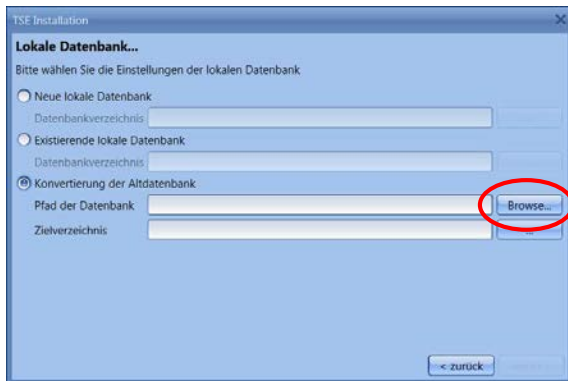 TSE Installation
Lokale Datenbank...
Bitte wählen Sie die Einstellungen der lokalen Datenbank
Neue lokale Datenbank
Datenbankverzeichnis
Existierende lokale Datenbank
Datenbankverzeichnis
Konvertierung der Altdatenbank
Pfad der Datenbank Browse...
Zielverzeichnis ...
< zurück